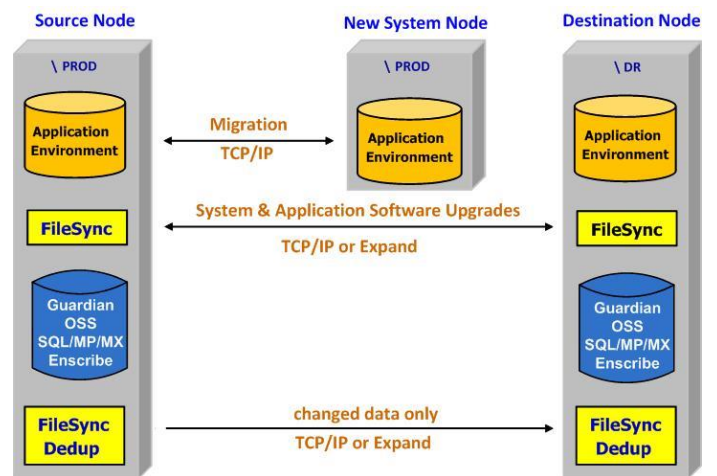 Source Node
New System Node
Destination Node
\ PROD
\ PROD
\ DR
Application
Environment
Migration
TCP/IP
Application
Environment
Application
Environment
FileSync
System & Application Software Upgrades
TCP/IP or Expand
FileSync
Guardian
OSS
SQL/MP/MX
Enscribe
Guardian
OSS
SQL/MP/MX
Enscribe
FileSync
Dedup
changed data only
TCP/IP or Expand
FileSync
Dedup